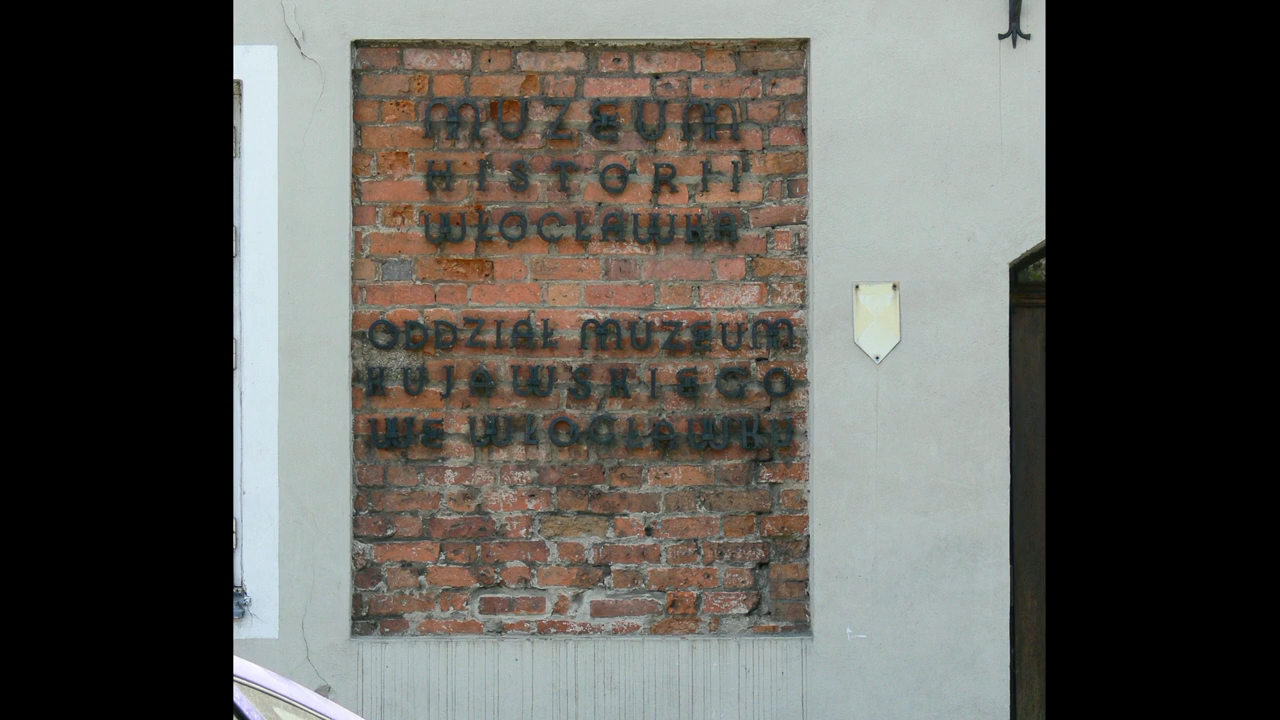 MUZEUM
HISTORII
WŁOCŁAWKA
ODDZIAŁ MUZEUM
KUJAWSKIEGO
WE WŁOCŁAWKU